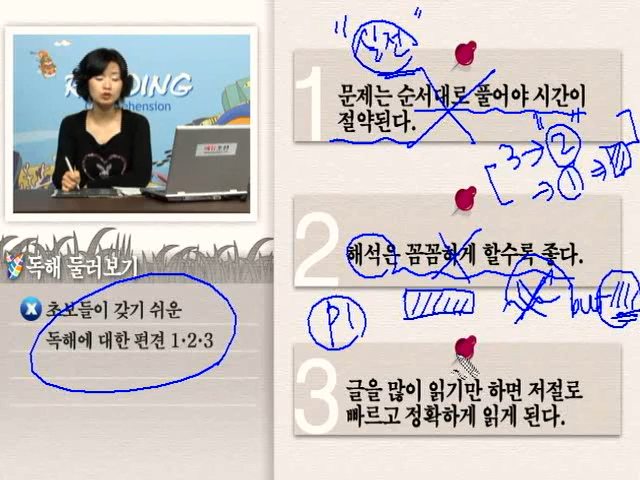 READING
Comprehension
독해 둘러보기
초보들이 갖기 쉬운
독해에 대한 편견 1·2·3
"실전"
1
문제는 순서대로 풀어야 시간이
절약된다.
3→②
⇒①⇒
2
해석은 꼼꼼하게 할수록 좋다.
P1
but
3
글을 많이 읽기만 하면 저절로
빠르고 정확하게 읽게 된다.